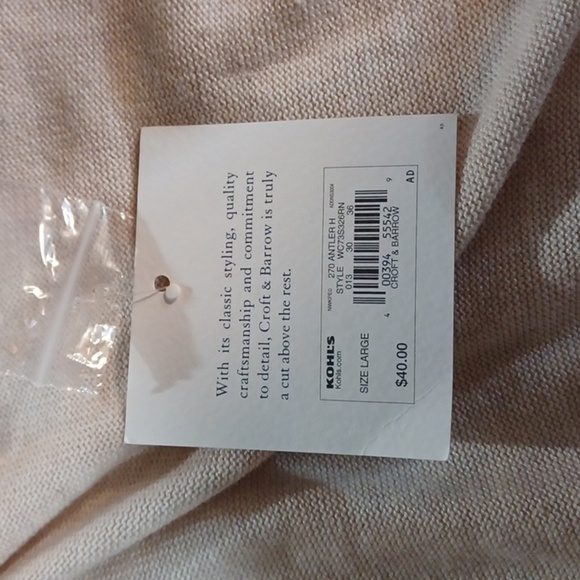 With its classic styling, quality
craftsmanship and commitment
to detail, Croft & Barrow is truly
a cut above the rest.
KOHL'S
Kohls.com
270 ANTLER H
STYLE WC73S326RN
013 30 36
4 00394 55542 9
CROFT & BARROW
SIZE LARGE
$40.00
AD